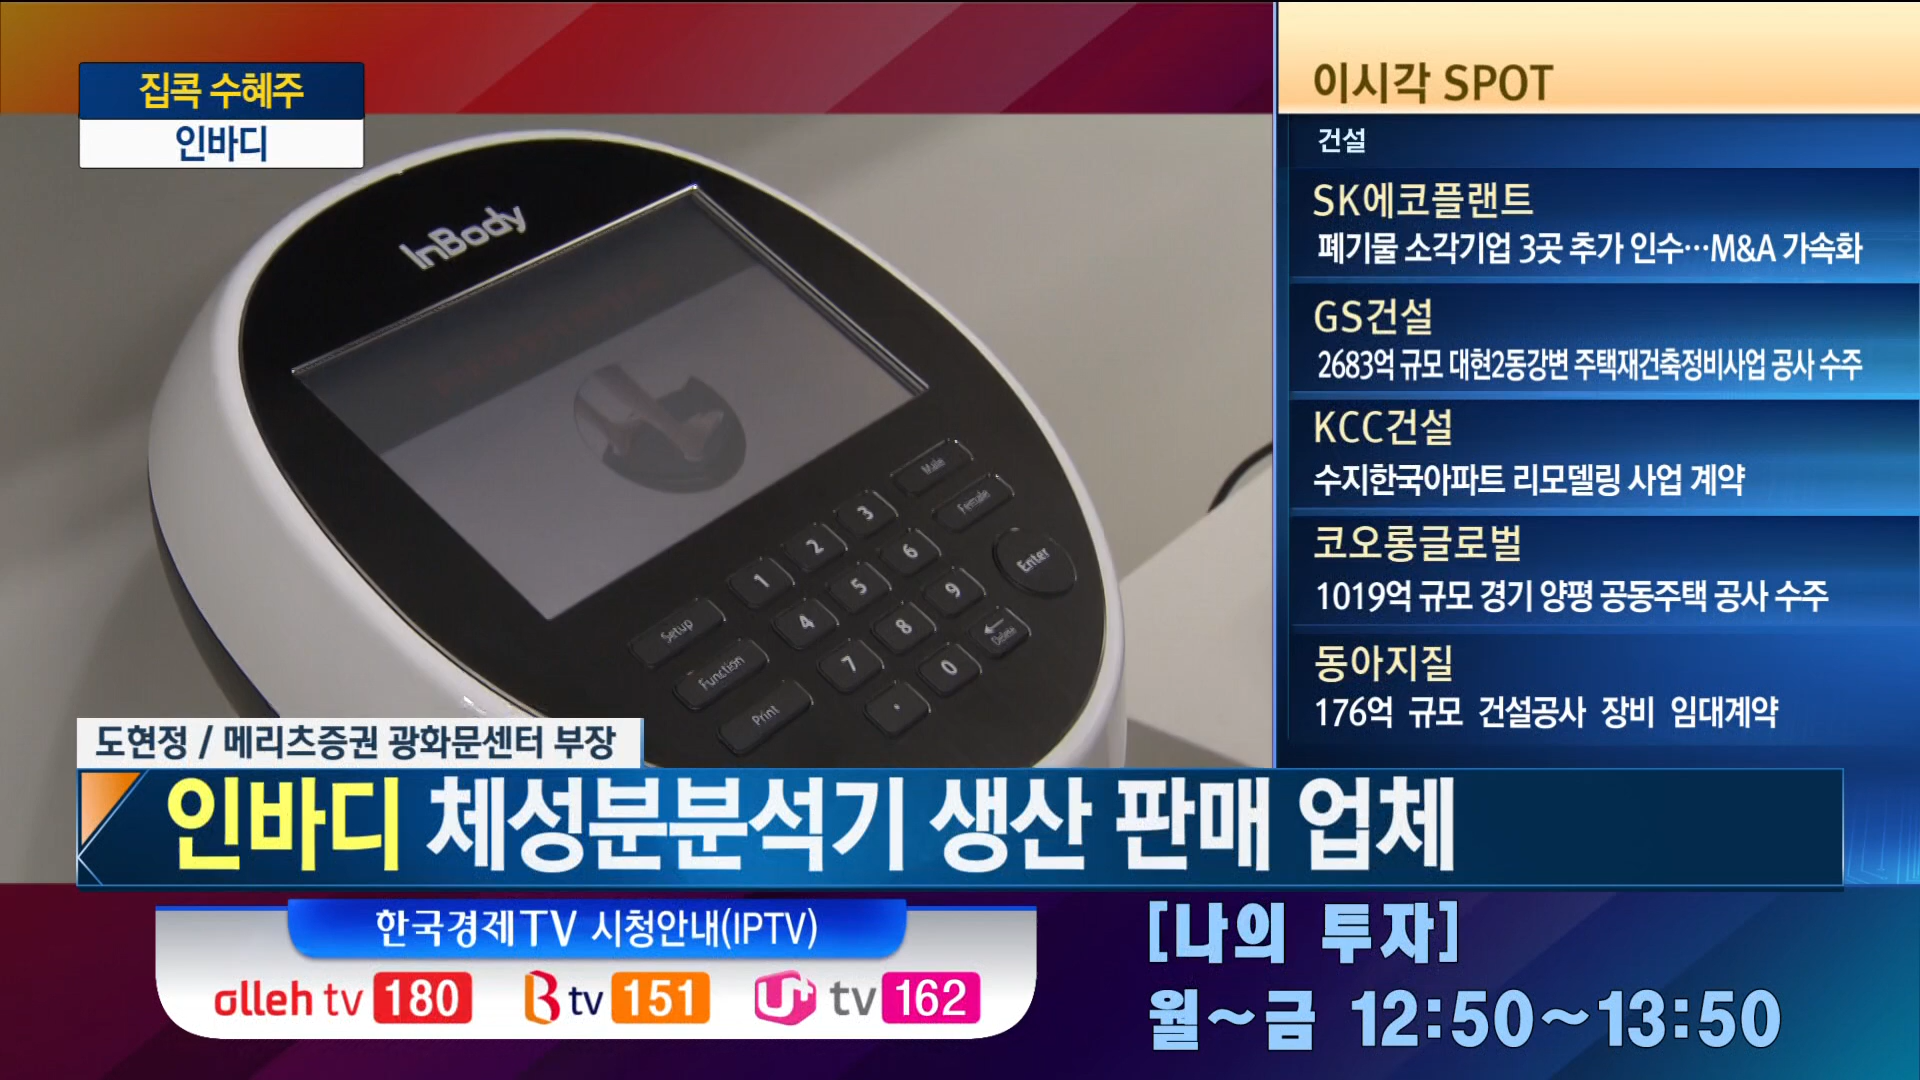 집콕 수혜주
인바디
InBody
Male
Female
1
2
3
4
5
6
7
8
9
0
.
Enter
Delete
Setup
Function
Print
이시각 SPOT
건설
SK에코플랜트
폐기물 소각기업 3곳 추가 인수…M&A 가속화
GS건설
2683억 규모 대현2동강변 주택재건축정비사업 공사 수주
KCC건설
수지한국아파트 리모델링 사업 계약
코오롱글로벌
1019억 규모 경기 양평 공동주택 공사 수주
동아지질
176억 규모 건설공사 장비 임대계약
도현정 / 메리츠증권 광화문센터 부장
인바디 체성분분석기 생산 판매 업체
한국경제TV 시청안내(IPTV)
olleh tv 180 B tv 151 U+ tv 162
[나의 투자]
월~금 12:50~13:50